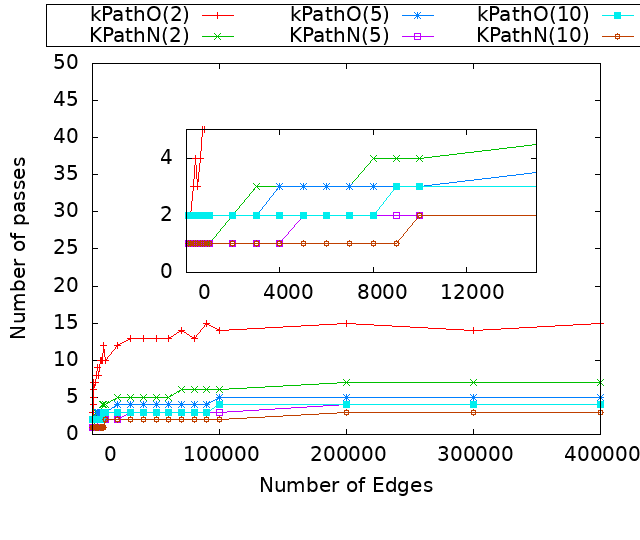 kPathO(2) kPathO(5) kPathO(10)
KPathN(2) KPathN(5) KPathN(10)
50
45
40
35
30
25
20
15
10
5
0
Number of passes
4
2
0
0 4000 8000 12000
0 100000 200000 300000 400000
Number of Edges